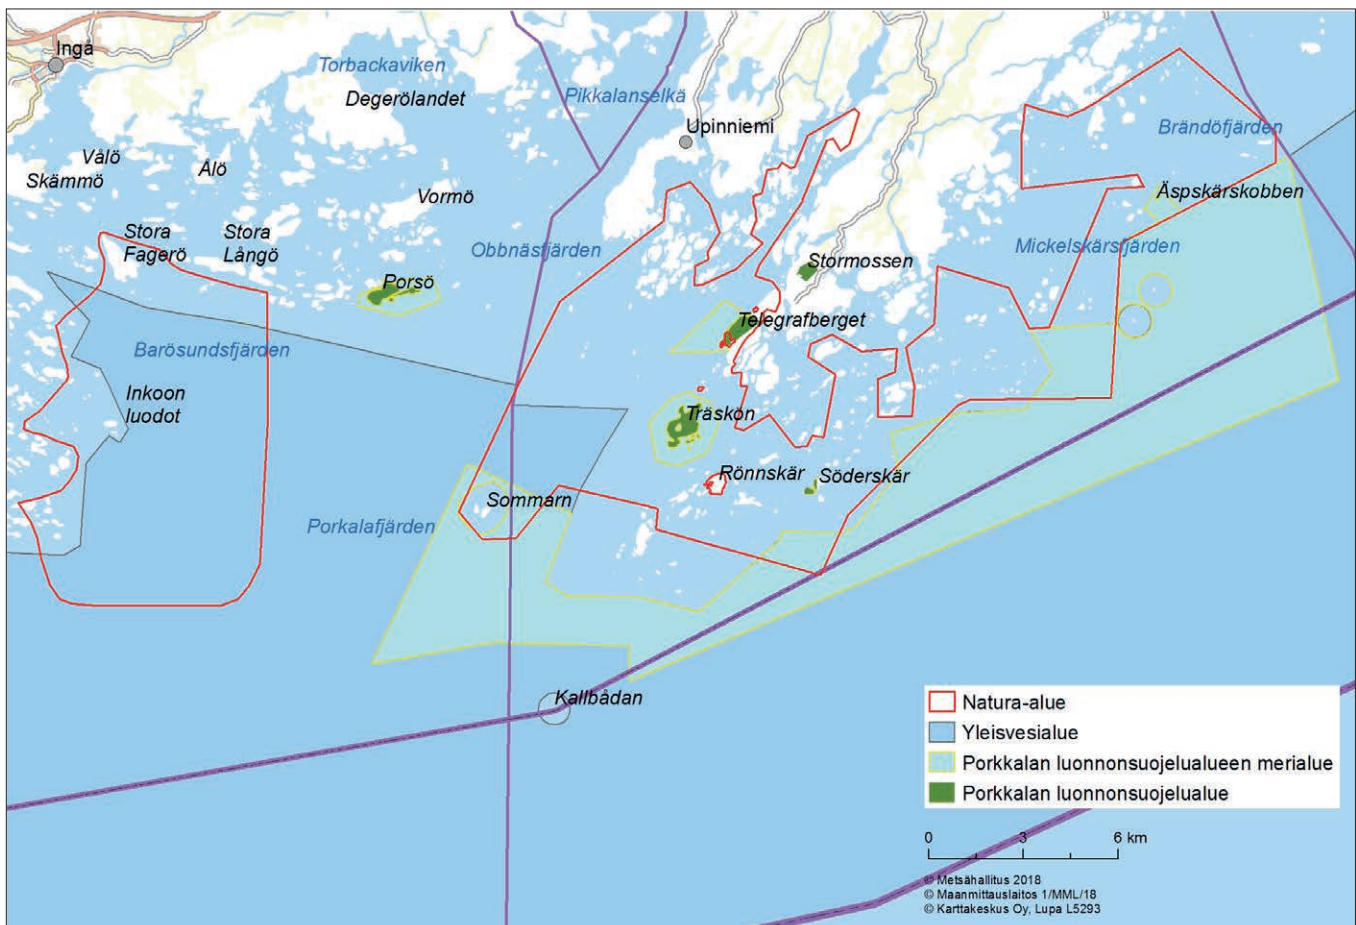 Ingå
Torbackaviken
Degerölandet
Pikkalanselkä
Upinniemi
Brändöfjärden
Vålö
Skämmö
Ålö
Vormö
Äspskärskobben
Stora
Fagerö
Stora
Långö
Obbnäsfjärden
Mickelskärsfjärden
Stormossen
Porsö
Telegrafberget
Barösundsfjärden
Inkoon
luodot
Träskön
Rönnskär
Söderskär
Sommarn
Porkalafjärden
Kallbådan
Natura-alue
Yleisvesialue
Porkkalan luonnonsuojelualueen merialue
Porkkalan luonnonsuojelualue
0 3 6 km
© Metsähallitus 2018
© Maanmittauslaitos 1/MML/18
© Karttakeskus Oy, Lupa L5293